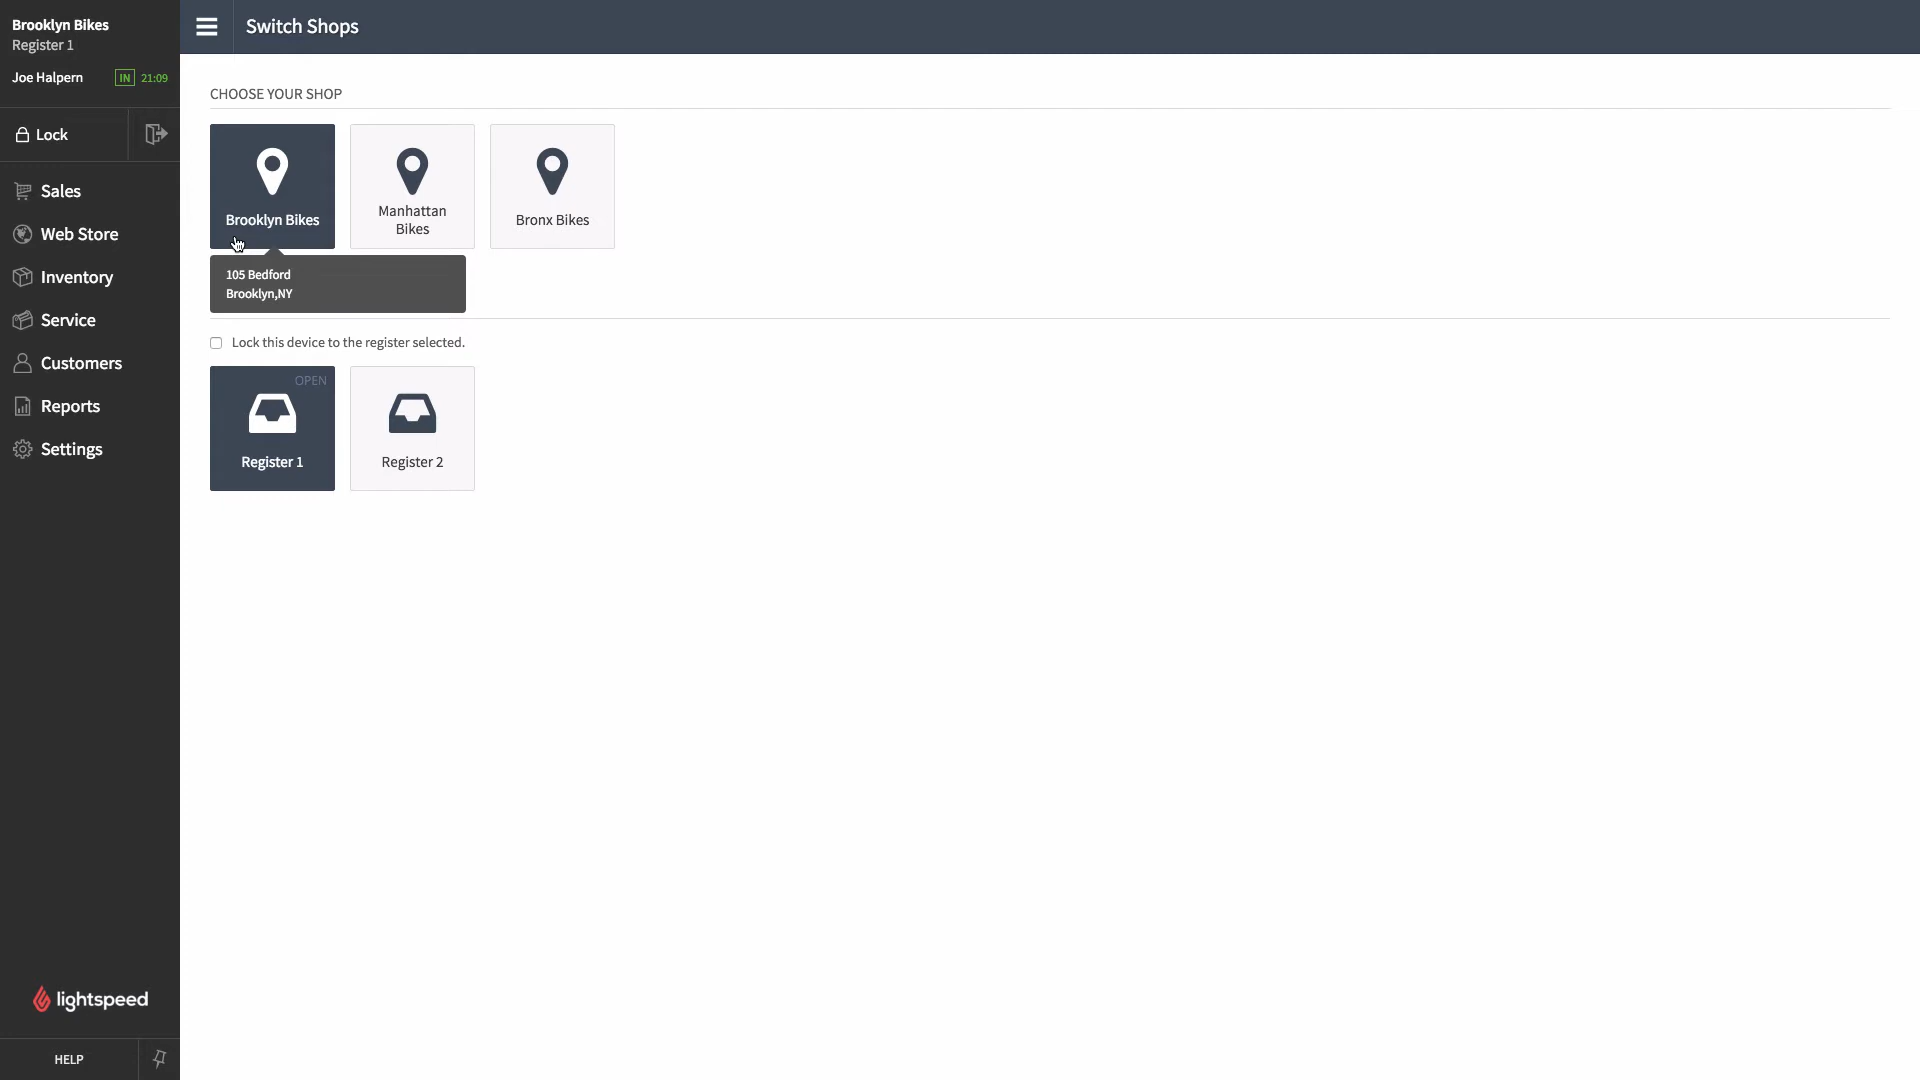 Brooklyn Bikes
Register 1
Joe Halpern
IN 21:09
Lock
Sales
Web Store
Inventory
Service
Customers
Reports
Settings
lightspeed
HELP
Switch Shops
CHOOSE YOUR SHOP
Brooklyn Bikes
Manhattan
Bikes
Bronx Bikes
105 Bedford
Brooklyn,NY
Lock this device to the register selected.
OPEN
Register 1
Register 2